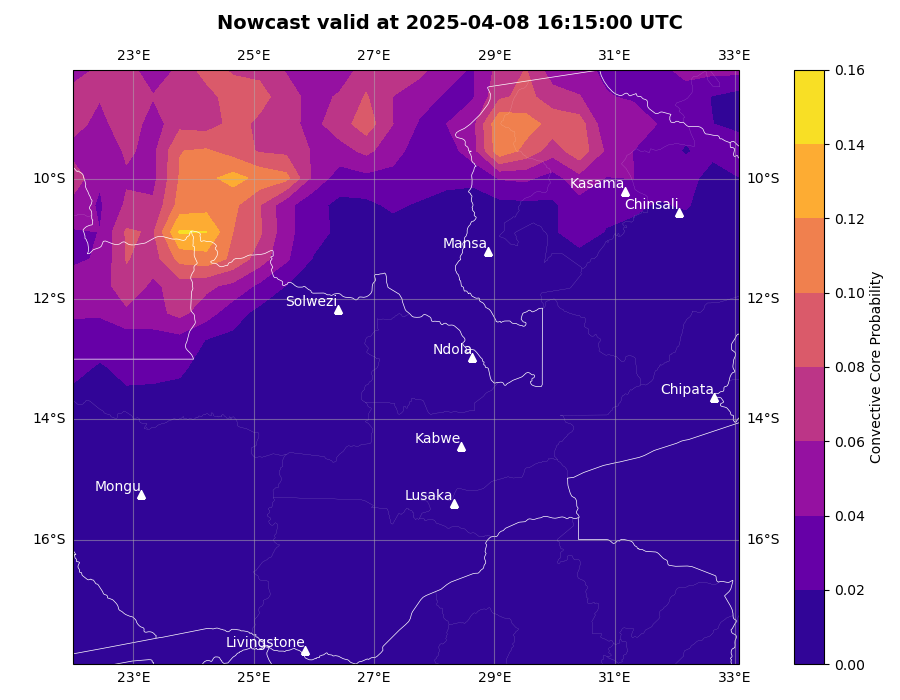 Nowcast valid at 2025-04-08 16:15:00 UTC
23°E 25°E 27°E 29°E 31°E 33°E
0.16
0.14
10°S 10°S
Kasama
Chinsali
0.12
Mansa
12°S 12°S
Solwezi
0.10
Ndola
0.08
Chipata
14°S 14°S
Kabwe
0.06
Convective Core Probability
Mongu
Lusaka
0.04
16°S 16°S
0.02
Livingstone
0.00
23°E 25°E 27°E 29°E 31°E 33°E